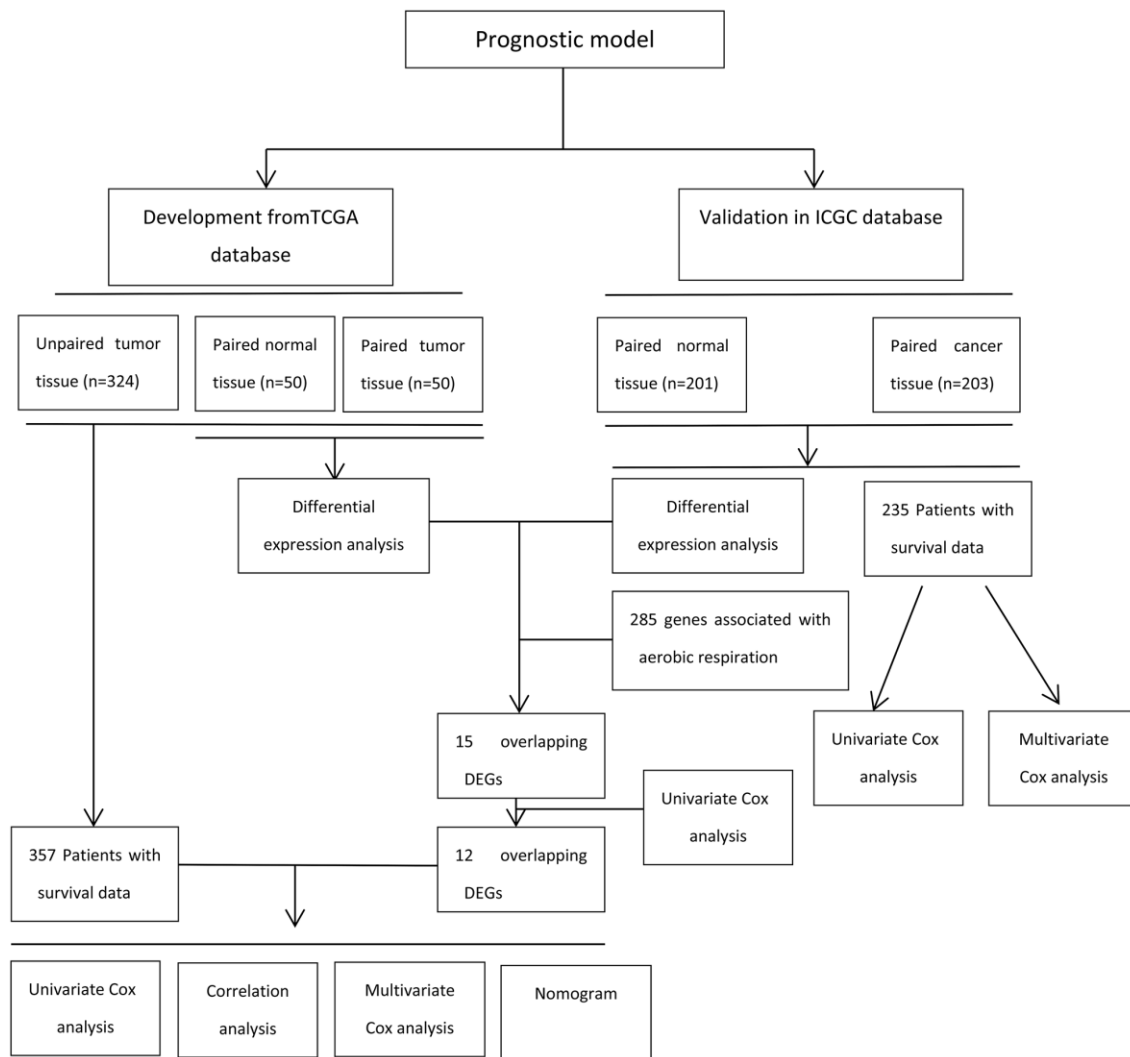 Prognostic model
Development fromTCGA
database
Validation in ICGC database
Unpaired tumor
tissue (n=324)
Paired normal
tissue (n=50)
Paired tumor
tissue (n=50)
Paired normal
tissue (n=201)
Paired cancer
tissue (n=203)
Differential
expression analysis
Differential
expression analysis
235 Patients with
survival data
285 genes associated with
aerobic respiration
15 overlapping
DEGs
Univariate Cox
analysis
Multivariate
Cox analysis
Univariate Cox
analysis
357 Patients with
survival data
12 overlapping
DEGs
Univariate Cox
analysis
Correlation
analysis
Multivariate
Cox analysis
Nomogram